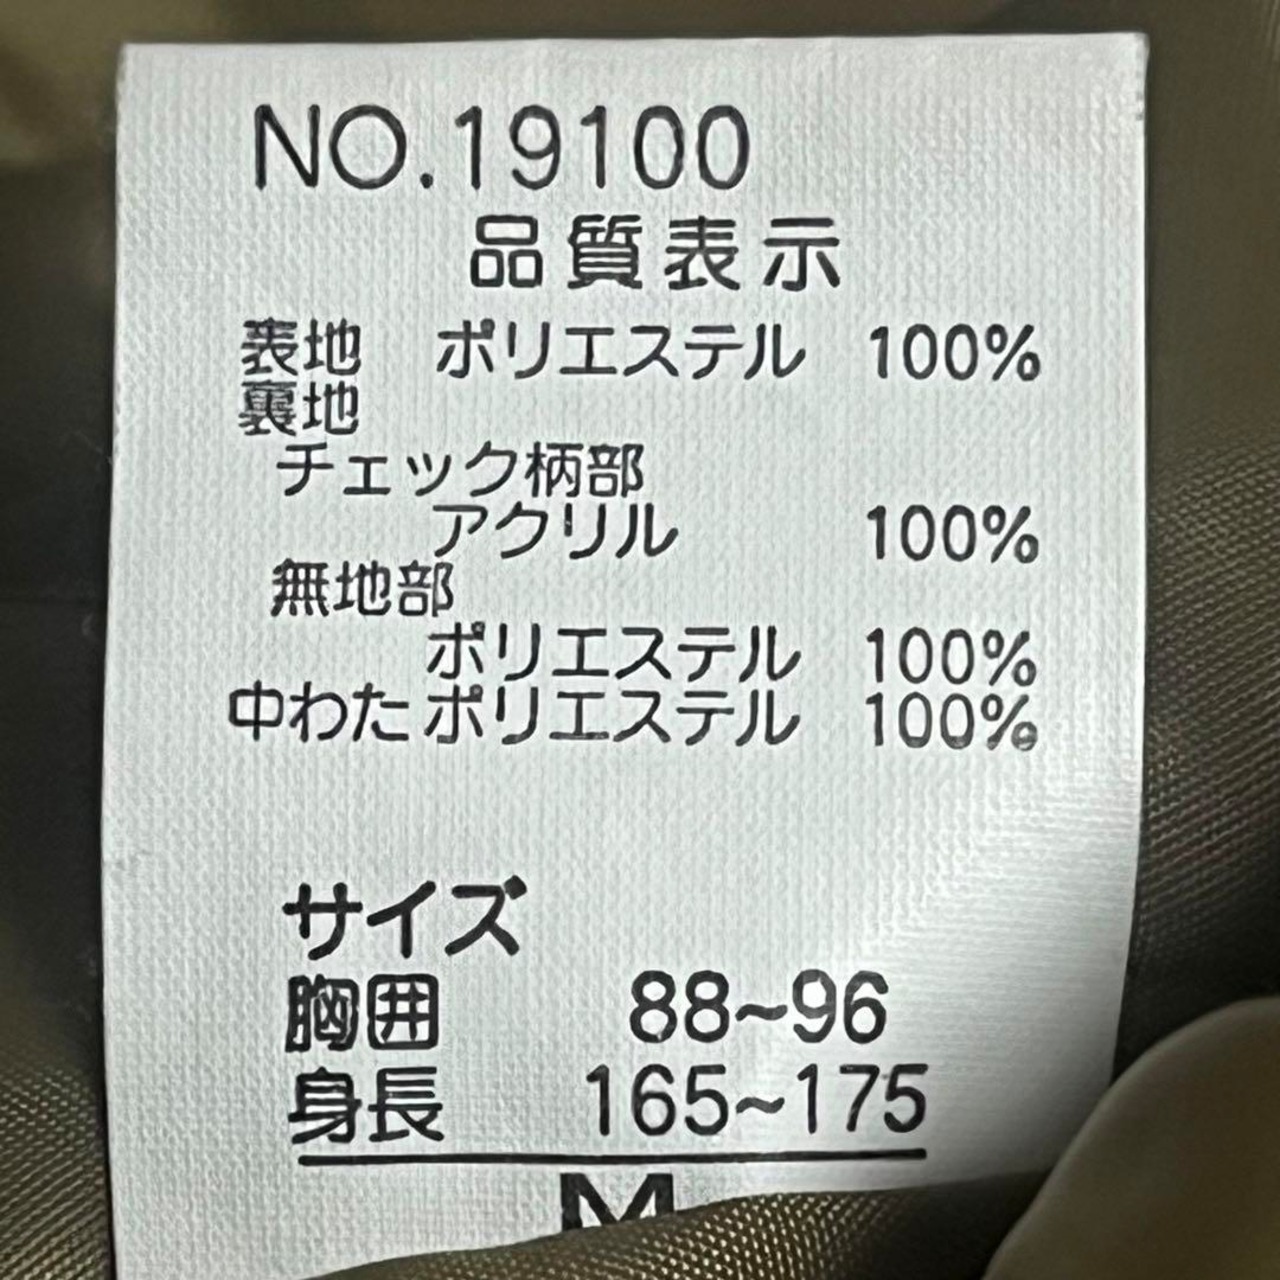 NO.19100
品質表示
表地 ポリエステル 100%
裏地
チェック柄部
アクリル 100%
無地部
ポリエステル 100%
中わた ポリエステル 100%
サイズ
胸囲 88~96
身長 165~175
M